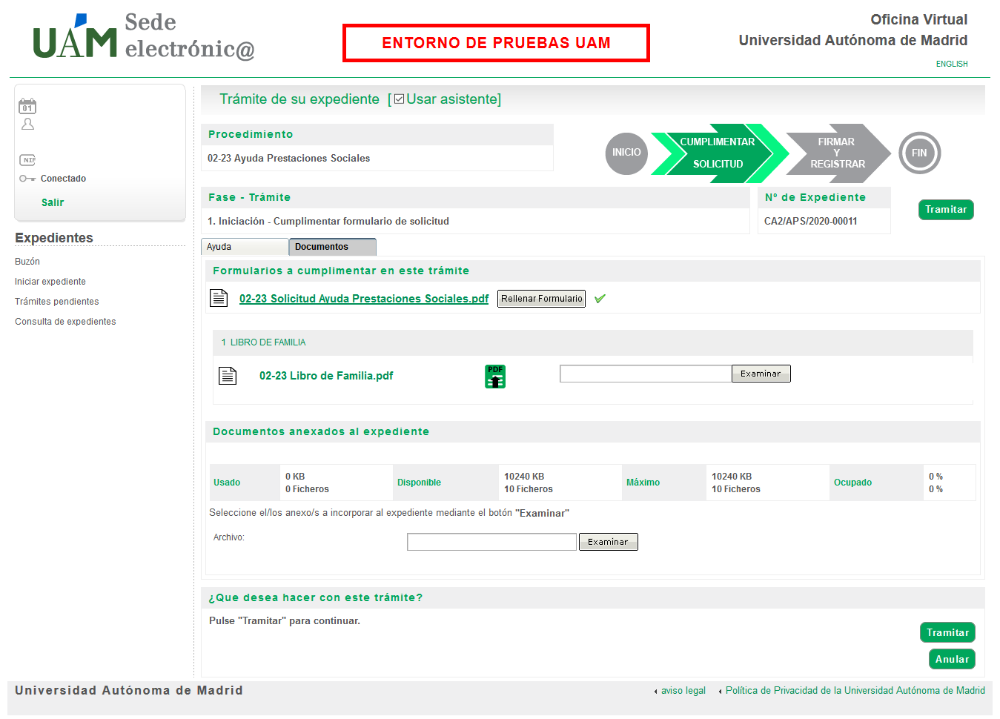 UAM Sede
electrónic@
ENTORNO DE PRUEBAS UAM
Oficina Virtual
Universidad Autónoma de Madrid
ENGLISH
01
NIF
Conectado
Salir
Expedientes
Buzón
Iniciar expediente
Trámites pendientes
Consulta de expedientes
Trámite de su expediente [Usar asistente]
Procedimiento
02-23 Ayuda Prestaciones Sociales
INICIO
CUMPLIMENTAR
SOLICITUD
FIRMAR
Y
REGISTRAR
FIN
Fase - Trámite
1. Iniciación - Cumplimentar formulario de solicitud
Nº de Expediente
CA2/APS/2020-00011
Tramitar
Ayuda
Documentos
Formularios a cumplimentar en este trámite
02-23 Solicitud Ayuda Prestaciones Sociales.pdf
Rellenar Formulario
1 LIBRO DE FAMILIA
02-23 Libro de Familia.pdf
PDF
Examinar
Documentos anexados al expediente
Usado
0 KB
0 Ficheros
Disponible
10240 KB
10 Ficheros
Máximo
10240 KB
10 Ficheros
Ocupado
0 %
0 %
Seleccione el/los anexo/s a incorporar al expediente mediante el botón "Examinar"
Archivo:
Examinar
¿Que desea hacer con este trámite?
Pulse "Tramitar" para continuar.
Tramitar
Anular
Universidad Autónoma de Madrid
aviso legal
Política de Privacidad de la Universidad Autónoma de Madrid